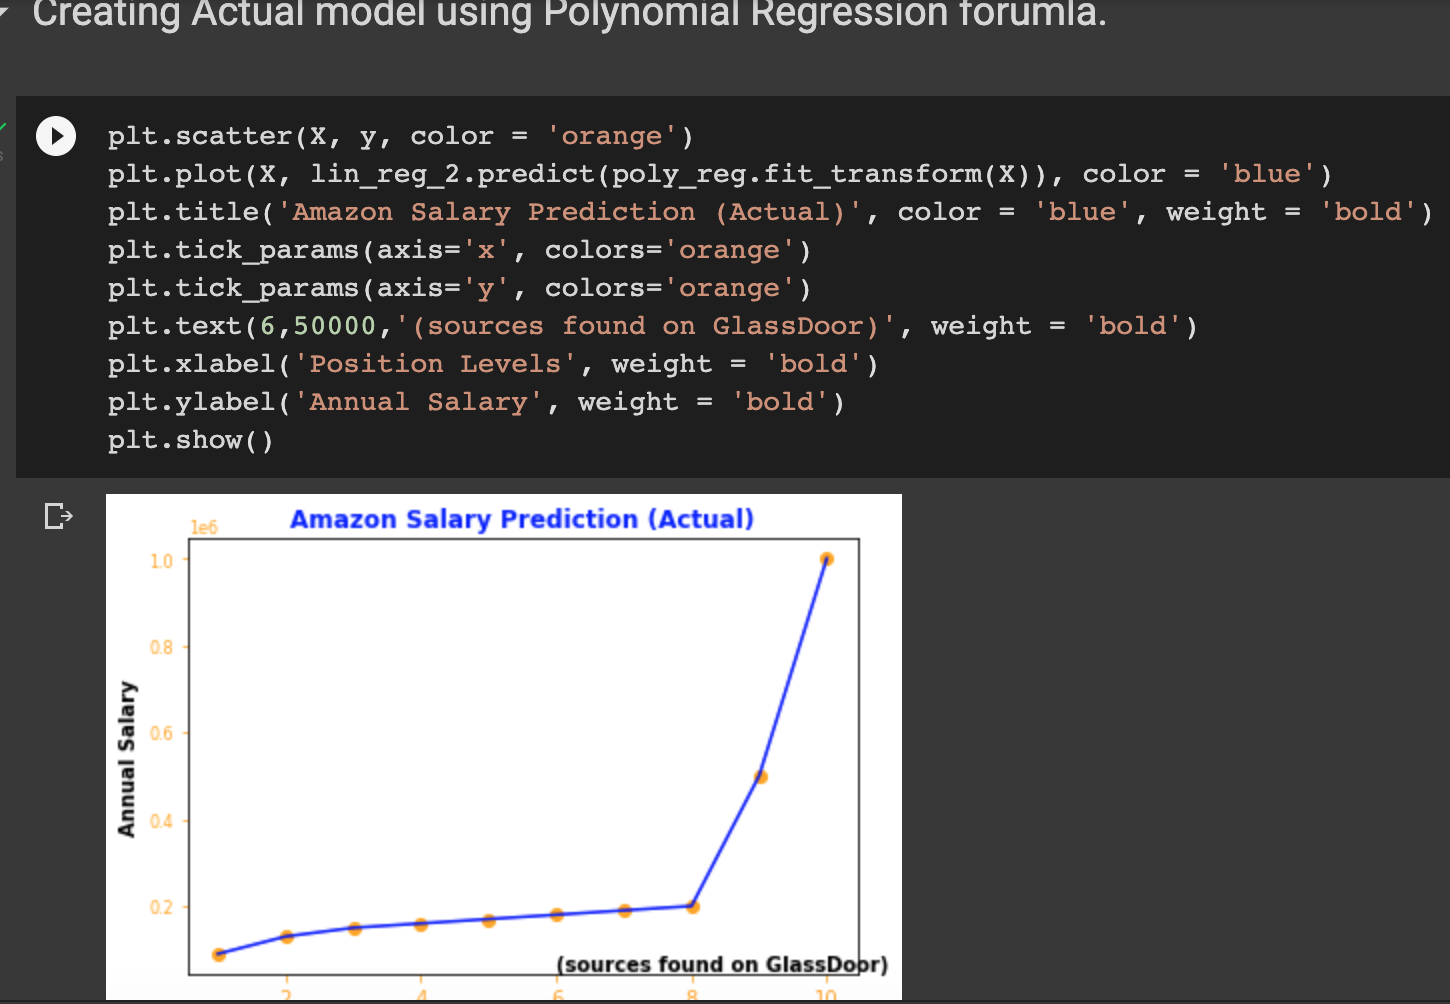 Creating Actual model using Polynomial Regression forumla.
plt.scatter(X, y, color = 'orange')
plt.plot(X, lin_reg_2.predict(poly_reg.fit_transform(X)), color = 'blue')
plt.title('Amazon Salary Prediction (Actual)', color = 'blue', weight = 'bold')
plt.tick_params(axis='x', colors='orange')
plt.tick_params(axis='y', colors='orange')
plt.text(6,50000,'(sources found on GlassDoor)', weight = 'bold')
plt.xlabel('Position Levels', weight = 'bold')
plt.ylabel('Annual Salary', weight = 'bold')
plt.show()
Amazon Salary Prediction (Actual)
1e6
1.0
0.8
0.6
0.4
0.2
Annual Salary
(sources found on GlassDoor)
2 4 6 8 10